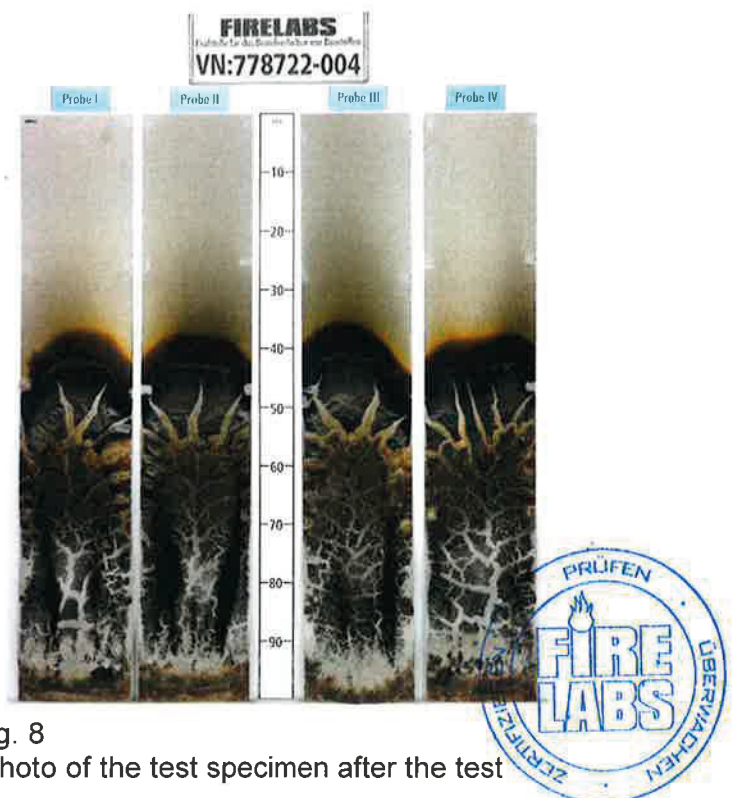 FIRELABS
VN:778722-004
Probe I
Probe II
Probe III
Probe IV
10
20
30
40
50
60
70
80
90
PRÜFEN
ÜBERWACHEN
FIRE
LABS
g. 8
hoto of the test specimen after the test